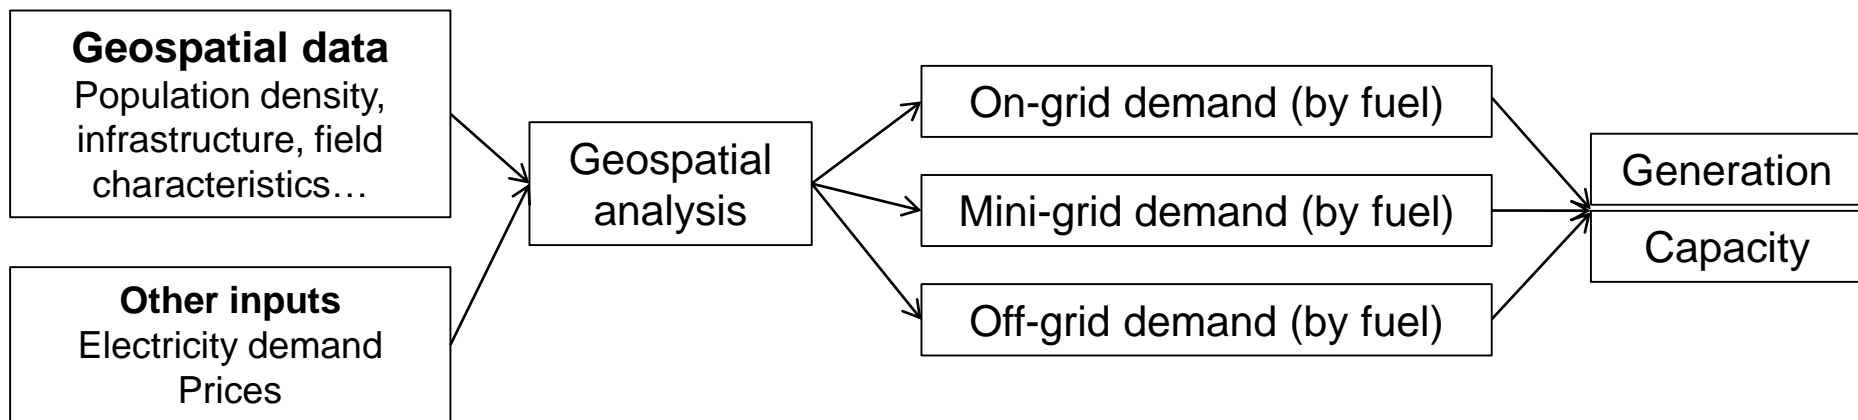 Geospatial data
Population density,
infrastructure, field
characteristics…
Other inputs
Electricity demand
Prices
Geospatial
analysis
On-grid demand (by fuel)
Mini-grid demand (by fuel)
Off-grid demand (by fuel)
Generation
Capacity